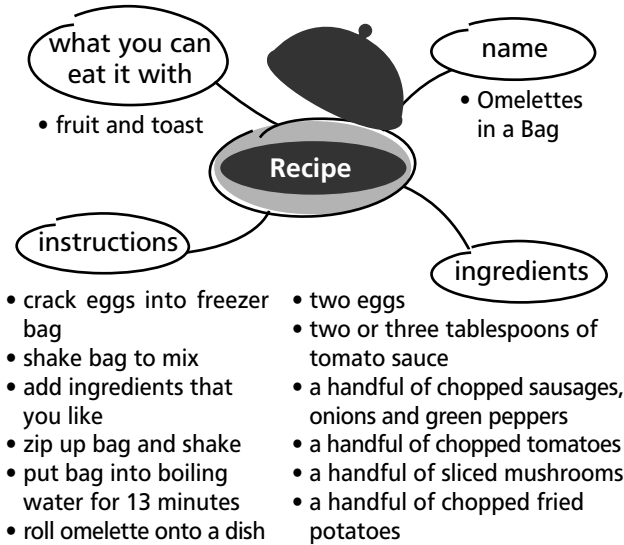 what you can
eat it with
• fruit and toast
name
• Omelettes
in a Bag
Recipe
instructions
• crack eggs into freezer
bag
• shake bag to mix
• add ingredients that
you like
• zip up bag and shake
• put bag into boiling
water for 13 minutes
• roll omelette onto a dish
ingredients
• two eggs
• two or three tablespoons of
tomato sauce
• a handful of chopped sausages,
onions and green peppers
• a handful of chopped tomatoes
• a handful of sliced mushrooms
• a handful of chopped fried
potatoes